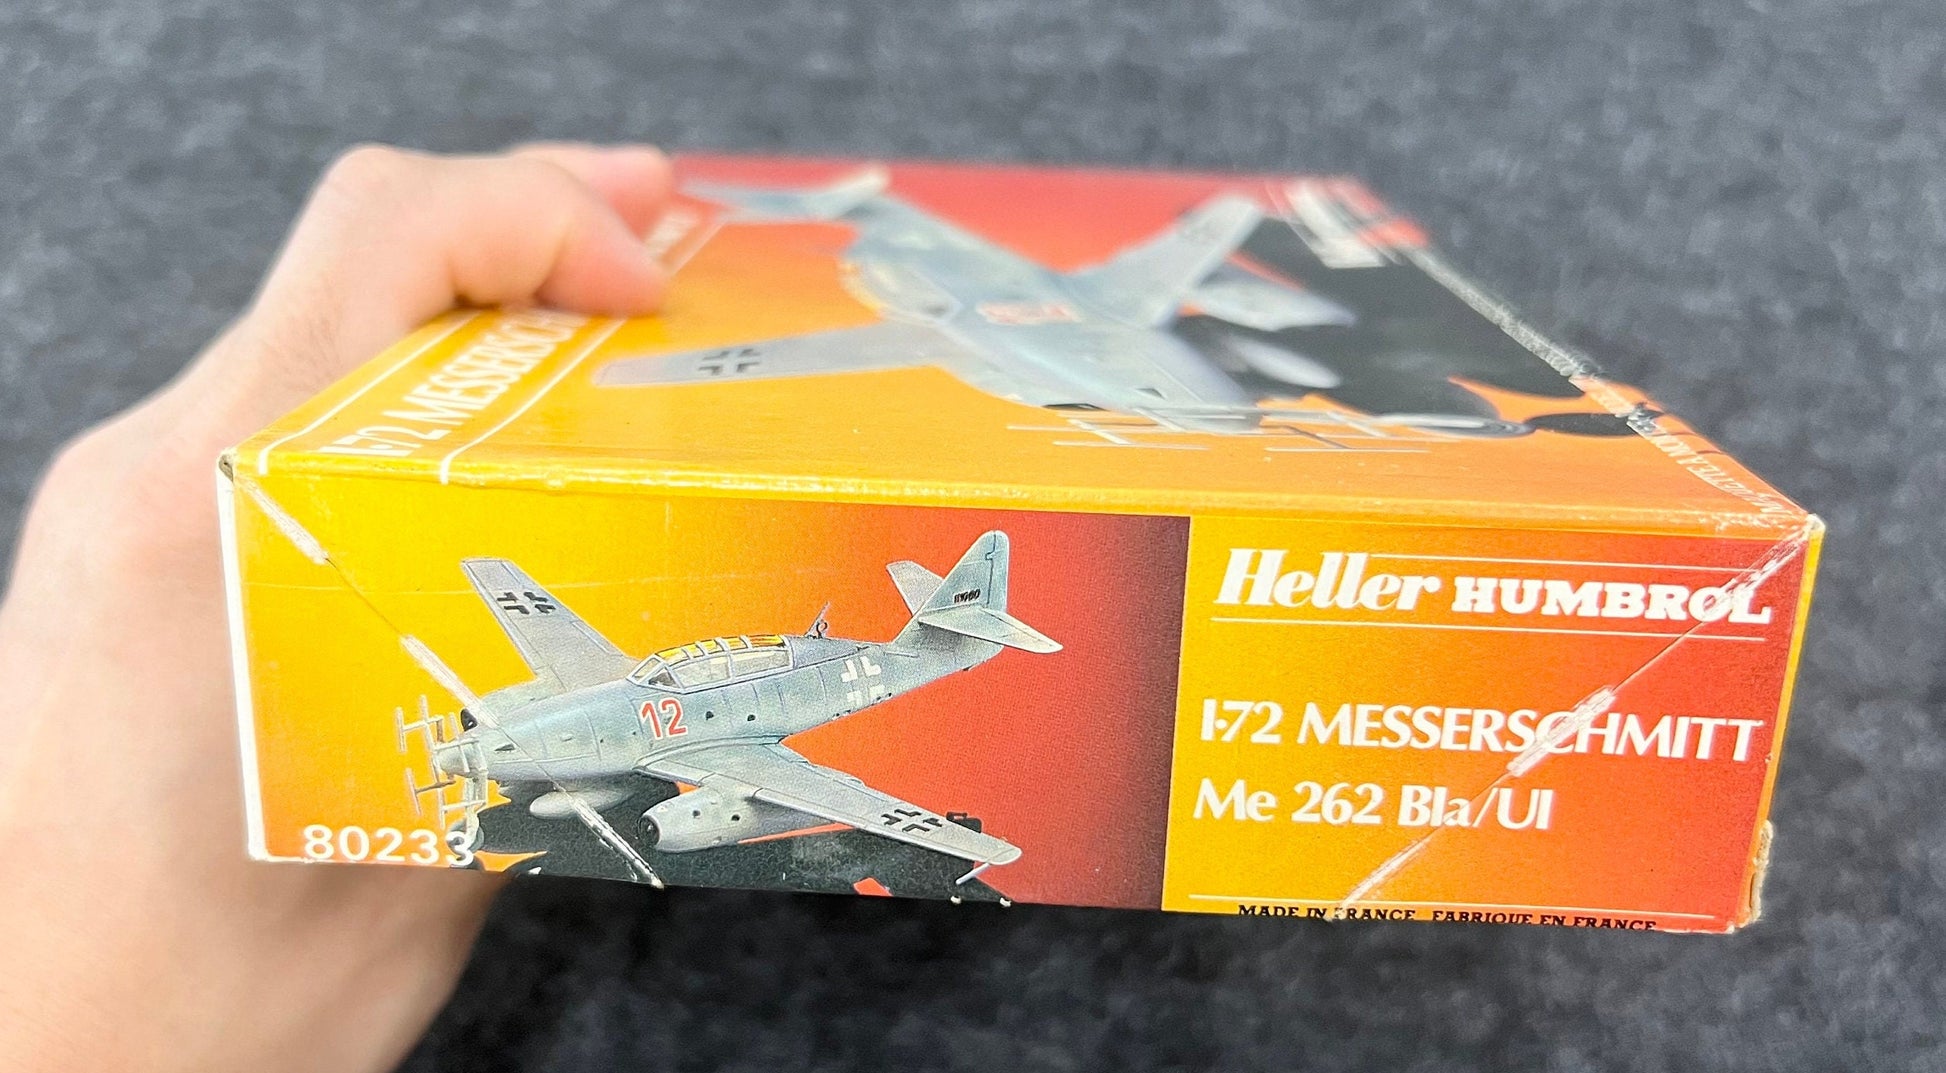 1-72 MESSERSCH
Heller HUMBROL
1-72 MESSERSCHMITT
Me 262 B1a/U1
12
80233
MADE IN FRANCE FABRIQUE EN FRANCE